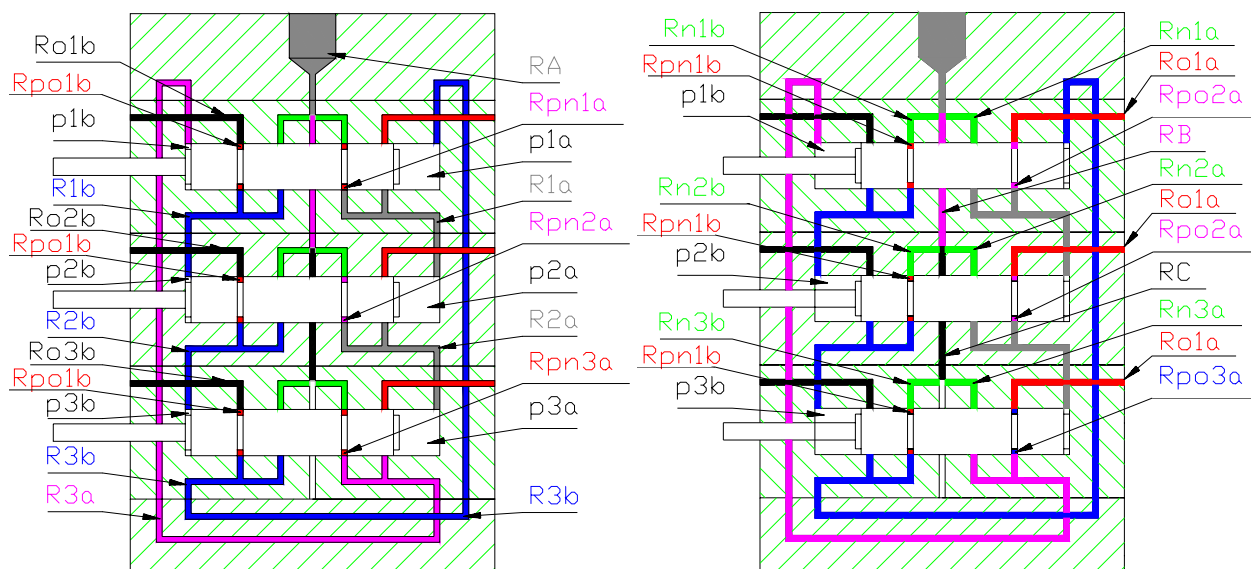 Ro1b
Rpo1b
p1b
R1b
Ro2b
Rpo1b
p2b
R2b
Ro3b
Rpo1b
p3b
R3b
R3a
RA
Rpn1a
p1a
R1a
Rpn2a
p2a
R2a
Rpn3a
p3a
R3b
Rn1b
Rpn1b
p1b
Rn2b
Rpn1b
p2b
Rn3b
Rpn1b
p3b
Rn1a
Ro1a
Rpo2a
RB
Rn2a
Ro1a
Rpo2a
RC
Rn3a
Ro1a
Rpo3a